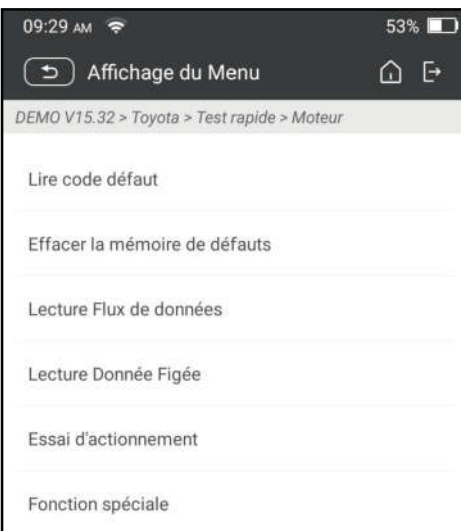 09:29 AM 53%
Affichage du Menu
DEMO V15.32 > Toyota > Test rapide > Moteur
Lire code défaut
Effacer la mémoire de défauts
Lecture Flux de données
Lecture Donnée Figée
Essai d'actionnement
Fonction spéciale